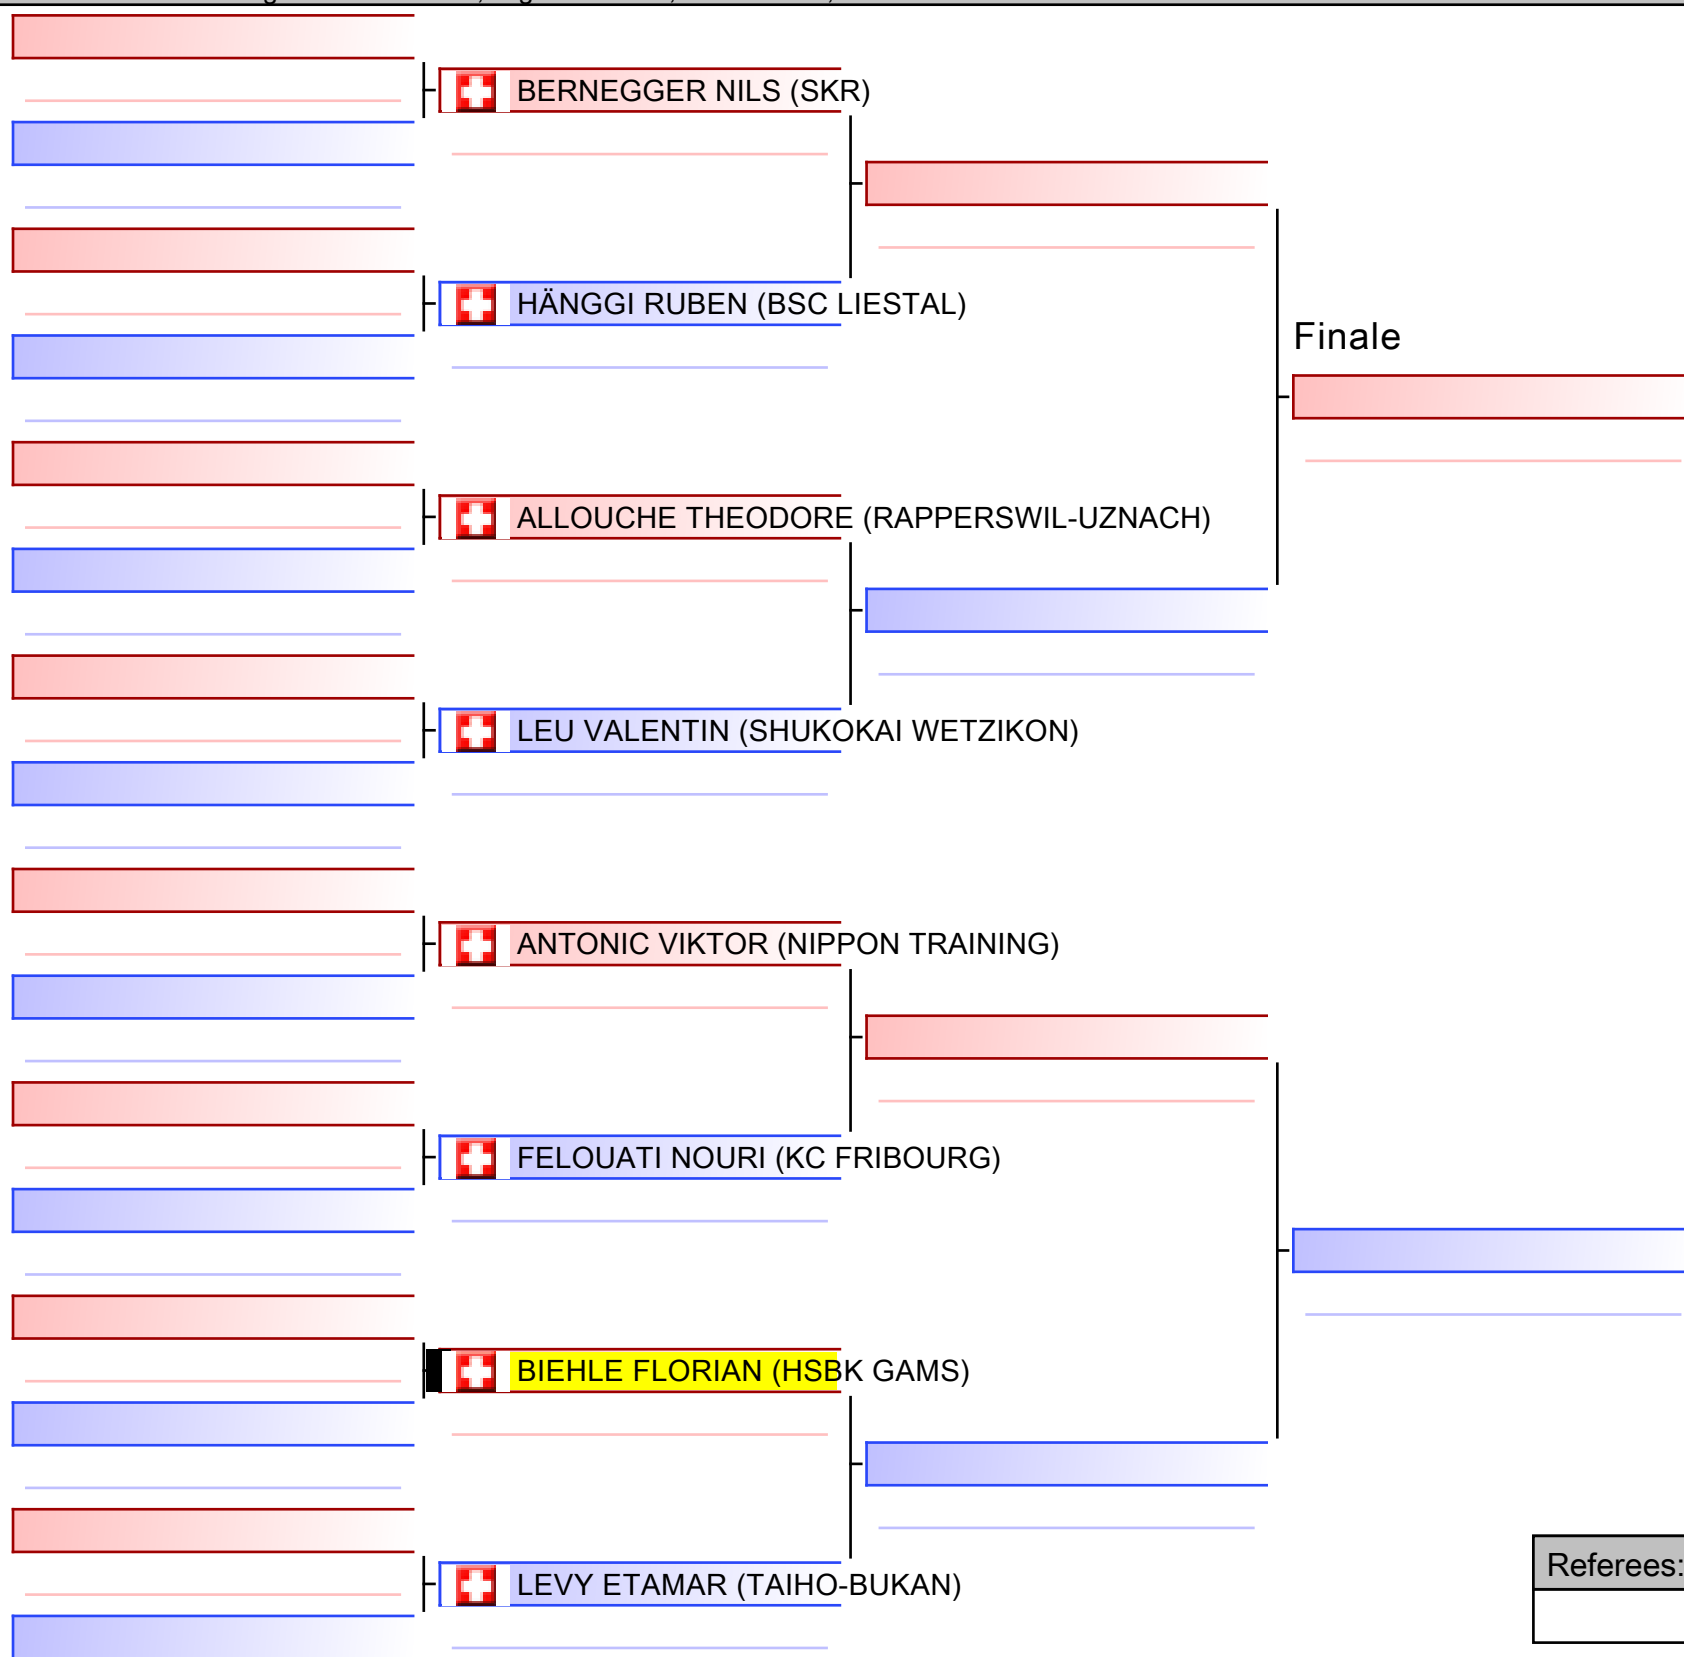 BERNEGGER NILS (SKR)
HÄNGGI RUBEN (BSC LIESTAL)
Finale
ALLOUCHE THEODORE (RAPPERSWIL-UZNACH)
LEU VALENTIN (SHUKOKAI WETZIKON)
ANTONIC VIKTOR (NIPPON TRAINING)
FELOUATI NOURI (KC FRIBOURG)
BIEHLE FLORIAN (HSBK GAMS)
Referees:
LEVY ETAMAR (TAIHO-BUKAN)